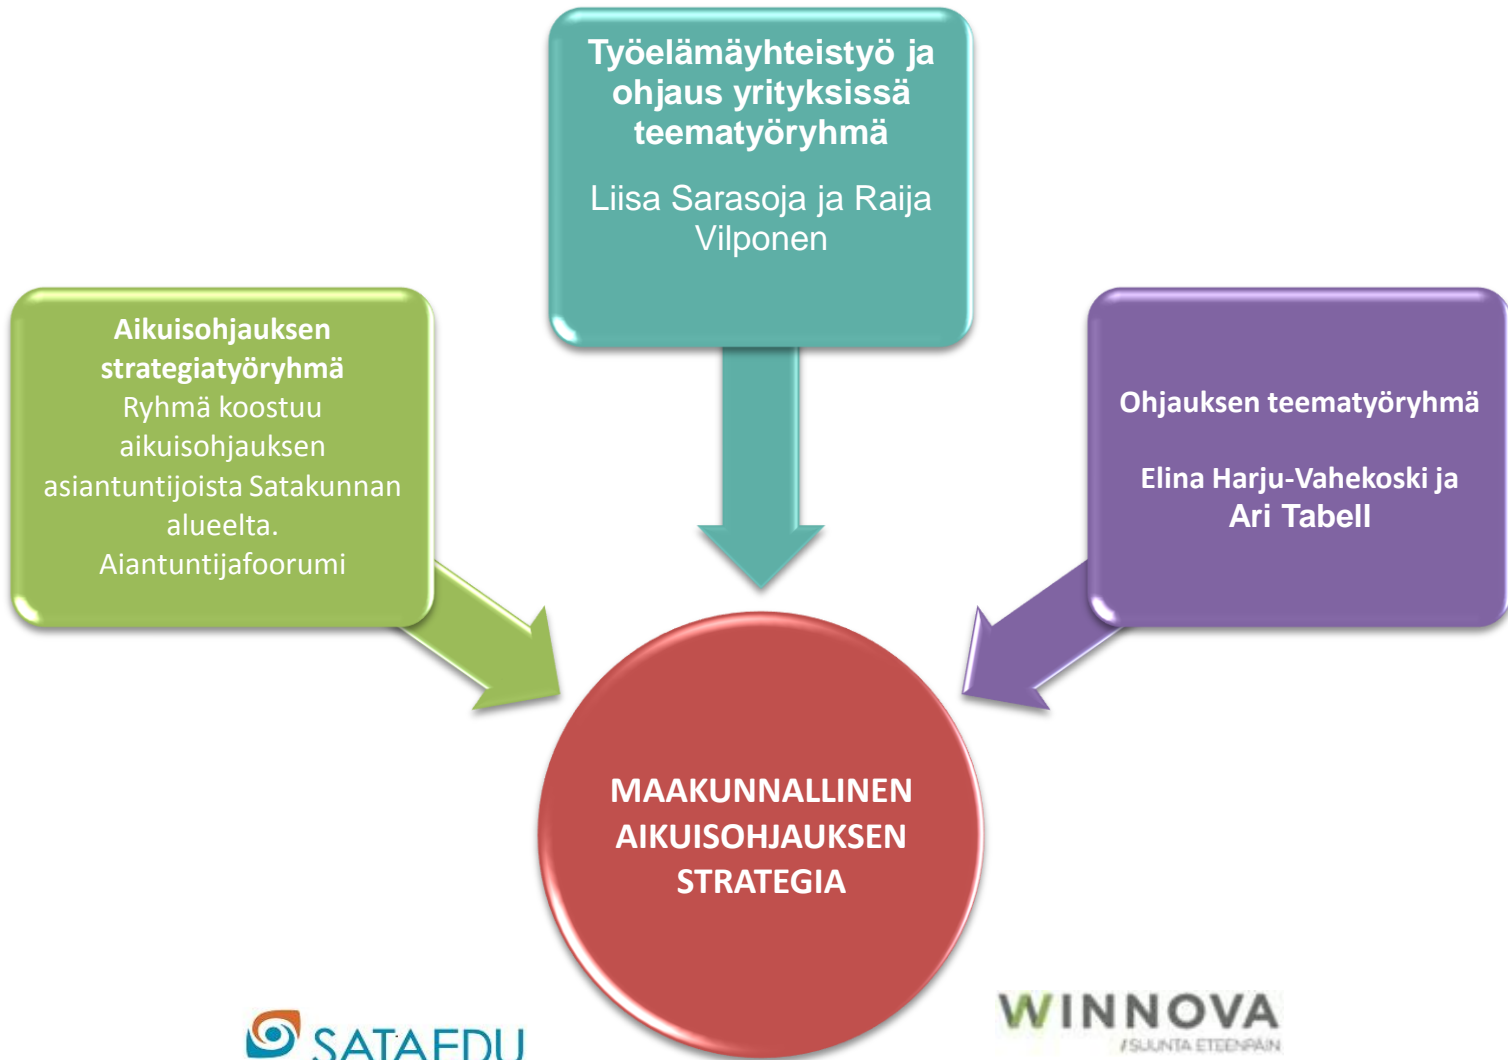 Työelämäyhteistyö ja
ohjaus yrityksissä
teematyöryhmä
Liisa Sarasoja ja Raija
Vilponen
Aikuisohjauksen
strategiatyöryhmä
Ryhmä koostuu
aikuisohjauksen
asiantuntijoista Satakunnan
alueelta.
Aiantuntijafoorumi
Ohjauksen teematyöryhmä
Elina Harju-Vahekoski ja
Ari Tabell
MAAKUNNALLINEN
AIKUISOHJAUKSEN
STRATEGIA
SATAEDU
WINNOVA
/SUUNTA ETEENPÄIN